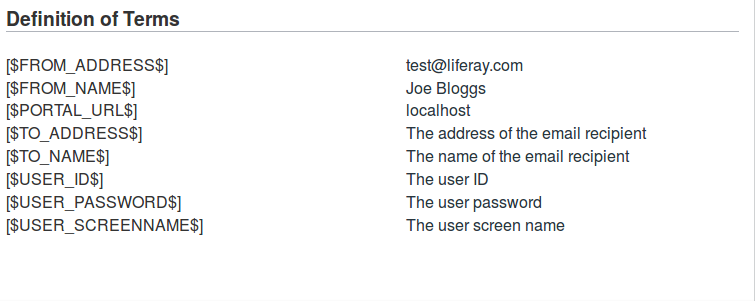 Definition of Terms
[$FROM_ADDRESS$] test@liferay.com
[$FROM_NAME$] Joe Bloggs
[$PORTAL_URL$] localhost
[$TO_ADDRESS$] The address of the email recipient
[$TO_NAME$] The name of the email recipient
[$USER_ID$] The user ID
[$USER_PASSWORD$] The user password
[$USER_SCREENNAME$] The user screen name